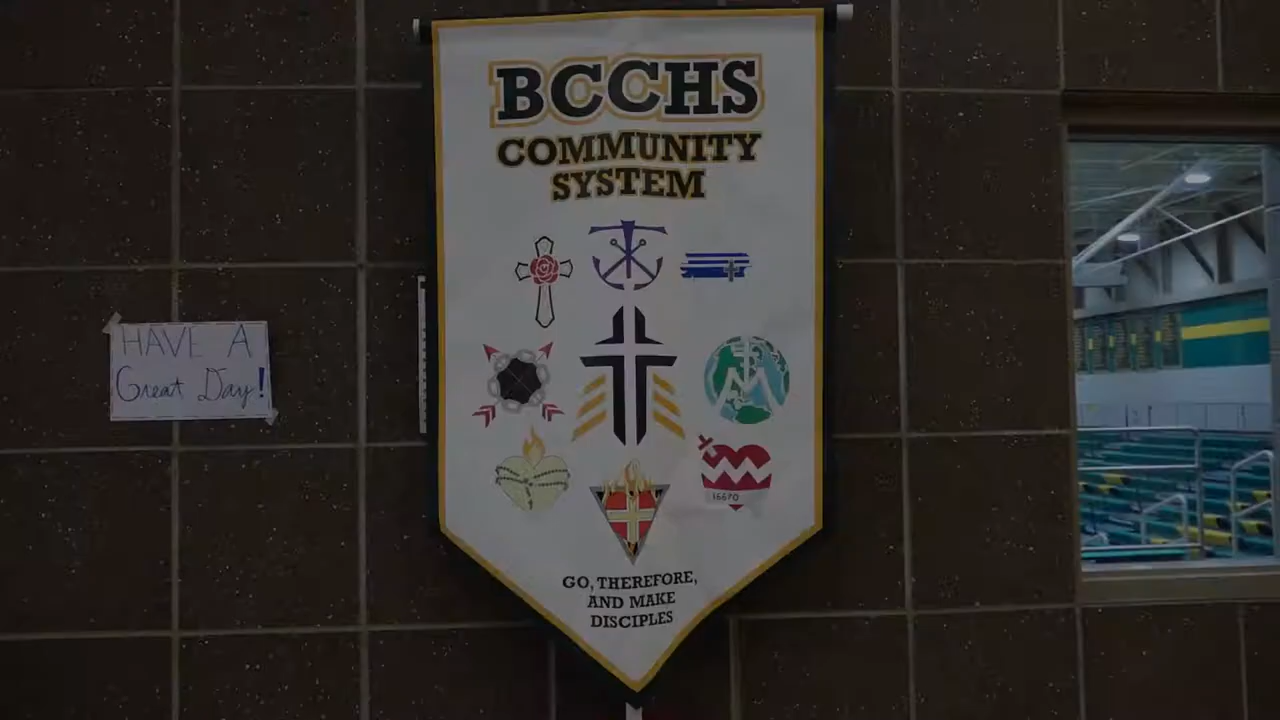 BCCHS
COMMUNITY
SYSTEM
HAVE A
Great Day!
16670
GO, THEREFORE,
AND MAKE
DISCIPLES